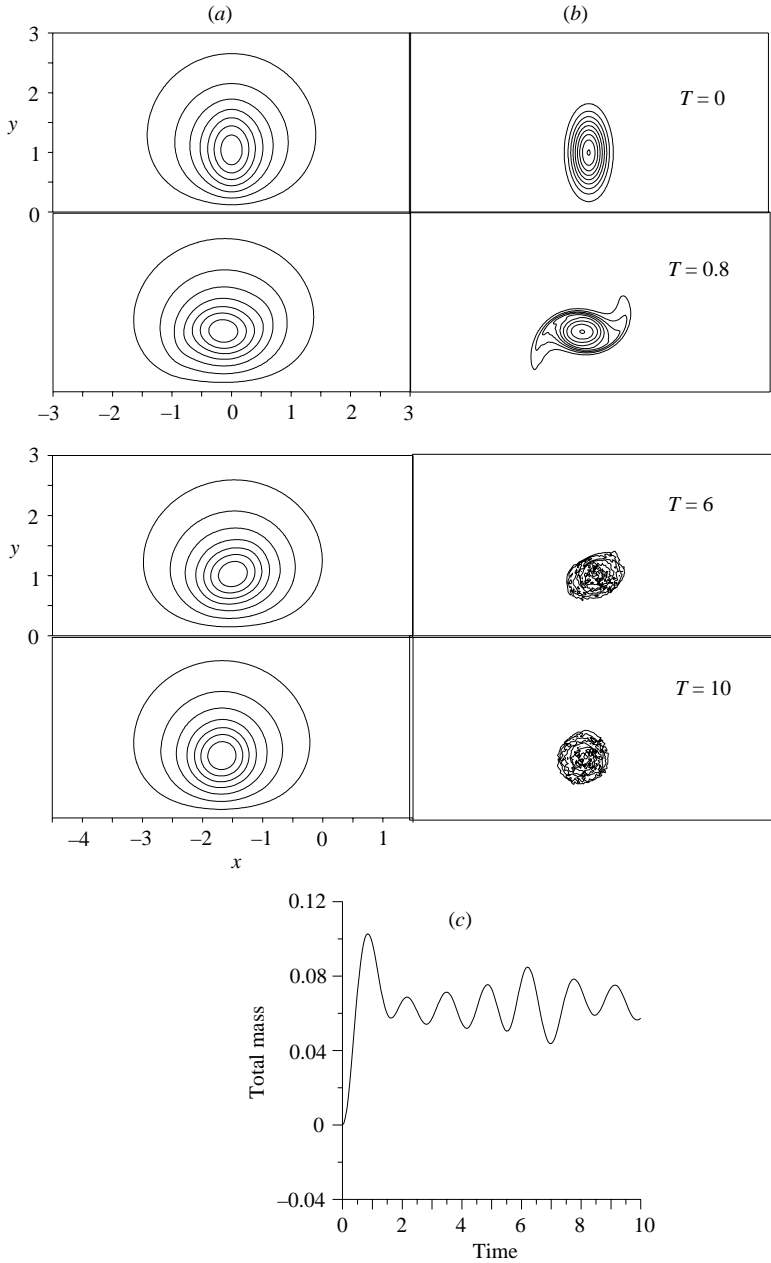 (a) (b)
3
2
y
1
0
T = 0
T = 0.8
–3 –2 –1 0 1 2 3
3
2
y
1
0
T = 6
T = 10
–4 –3 –2 –1 0 1
x
(c)
0.12
0.08
0.04
0
–0.04
Total mass
0 2 4 6 8 10
Time